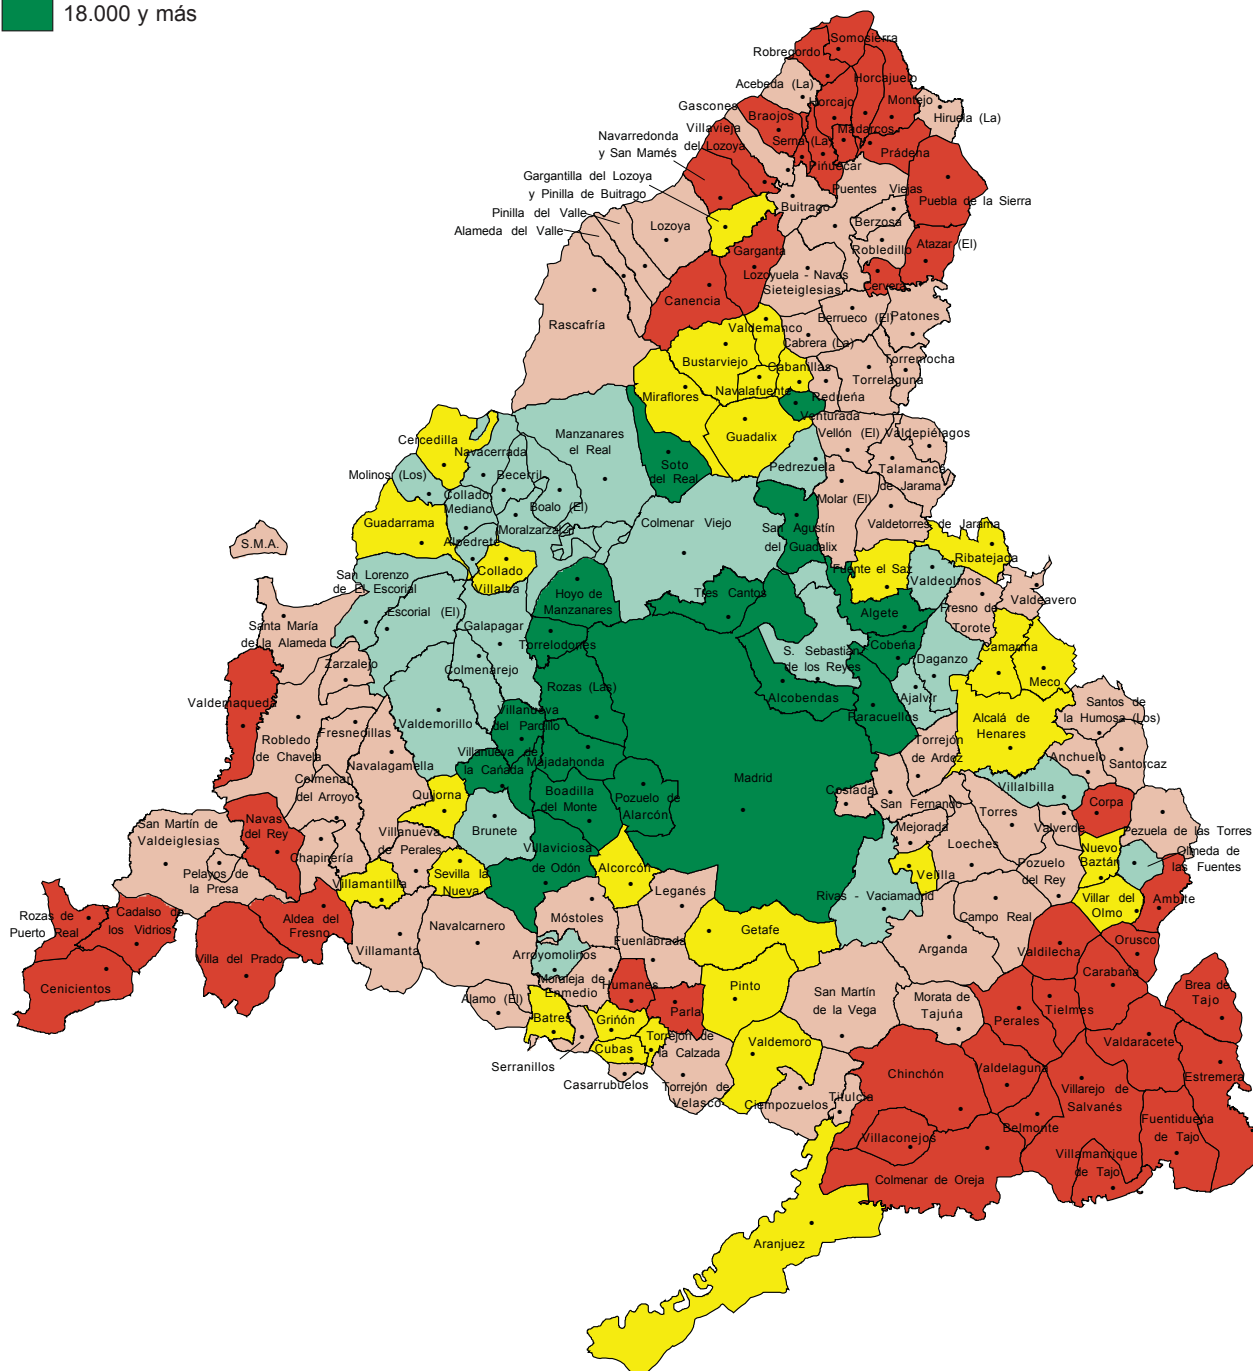 18.000 y más
Somosierra
Robregordo
Acebeda (La)
Horcajuelo
Horcajo
Montejo
Hiruela (La)
Gascones
Braojos
Madarcos
Villavieja
del Lozoya
Serna (La)
Prádena
Navarredonda
y San Mamés
Piñuécar
Gargantilla del Lozoya
y Pinilla de Buitrago
Puentes Viejas
Puebla de la Sierra
Buitrago
Pinilla del Valle
Alameda del Valle
Lozoya
Berzosa
Robledillo
Atazar (El)
Garganta
Lozoyuela - Navas
Sieteiglesias
Cervera
Canencia
Rascafría
Berrueco (El)
Patones
Valdemanco
Cabrera (La)
Bustarviejo
Cabanillas
Torremocha
Torrelaguna
Navalafuente
Miraflores
Redueña
Venturada
Guadalix
Vellón (El)
Valdepiélagos
Manzanares
el Real
Cercedilla
Navacerrada
Soto
del Real
Pedrezuela
Talamanca
de Jarama
Molinos (Los)
Becerril
Collado
Mediano
Boalo (El)
Molar (El)
Guadarrama
Moralzarzal
Colmenar Viejo
San Agustín
del Guadalix
Valdetorres de Jarama
S.M.A.
Alpedrete
Ribatejada
Collado
Villalba
Fuente el Saz
San Lorenzo
de El Escorial
Valdeolmos
Hoyo de
Manzanares
Tres Cantos
Valdeavero
Escorial (El)
Algete
Fresno de
Torote
Santa María
de la Alameda
Galapagar
Torrelodones
S. Sebastián
de los Reyes
Cobeña
Camarma
Zarzalejo
Colmenarejo
Daganzo
Meco
Rozas (Las)
Alcobendas
Ajalvir
Valdemaqueda
Villanueva
del Pardillo
Valdemorillo
Paracuellos
Santos de
la Humosa (Los)
Robledo
de Chavela
Fresnedillas
Alcalá de
Henares
Torrejón
de Ardoz
Villanueva de
la Cañada
Majadahonda
Navalagamella
Anchuelo
Santorcaz
Colmenar
del Arroyo
Madrid
Villalbilla
Quijorna
Boadilla
del Monte
Pozuelo de
Alarcón
Coslada
Corpa
San Fernando
Torres
Navas
del Rey
San Martín de
Valdeiglesias
Villanueva
de Perales
Brunete
Mejorada
Valverde
Pezuela de las Torres
Loeches
Chapinería
Villaviciosa
de Odón
Nuevo
Baztán
Olmeda de
las Fuentes
Pelayos de
la Presa
Pozuelo
del Rey
Villamantilla
Sevilla la
Nueva
Alcorcón
Velilla
Leganés
Rivas - Vaciamadrid
Villar del
Olmo
Ambite
Rozas de
Puerto Real
Cadalso de
los Vidrios
Aldea del
Fresno
Móstoles
Campo Real
Navalcarnero
Getafe
Fuenlabrada
Orusco
Villamanta
Arganda
Valdilecha
Villa del Prado
Arroyomolinos
Carabaña
Cenicientos
Moraleja de
Enmedio
Humanes
Pinto
Brea de
Tajo
Alamo (El)
San Martín
de la Vega
Morata de
Tajuña
Parla
Tielmes
Batres
Griñón
Perales
Torrejón de
la Calzada
Valdemoro
Valdaracete
Cubas
Serranillos
Valdelaguna
Chinchón
Estremera
Casarrubuelos
Torrejón de
Velasco
Villarejo de
Salvanés
Ciempozuelos
Titulcia
Fuentidueña
de Tajo
Belmonte
Villaconejos
Villamanrique
de Tajo
Colmenar de Oreja
Aranjuez